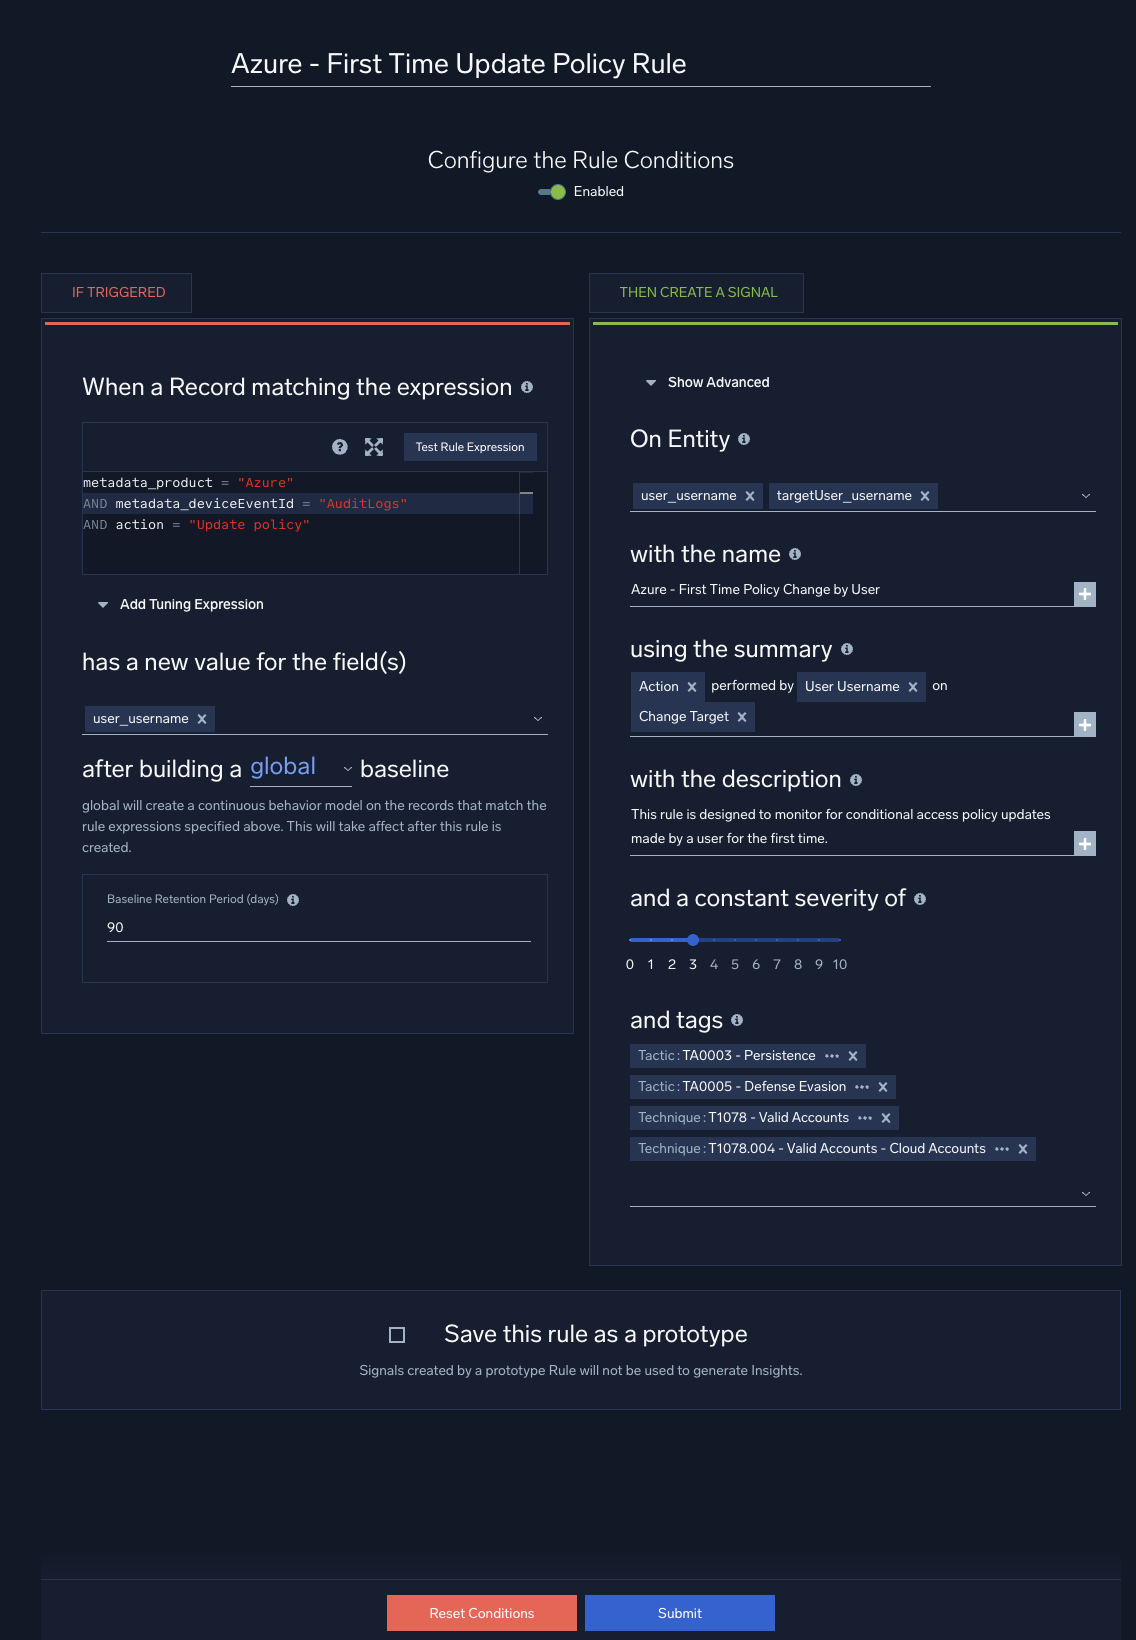 Azure - First Time Update Policy Rule
Configure the Rule Conditions
Enabled
IF TRIGGERED
When a Record matching the expression
Test Rule Expression
metadata_product = "Azure"
AND metadata_deviceEventId = "AuditLogs"
AND action = "Update policy"
Add Tuning Expression
has a new value for the field(s)
user_username
after building a global baseline
global will create a continuous behavior model on the records that match the
rule expressions specified above. This will take affect after this rule is
created.
Baseline Retention Period (days)
90
THEN CREATE A SIGNAL
Show Advanced
On Entity
user_username targetUser_username
with the name
Azure - First Time Policy Change by User
using the summary
Action performed by User Username on
Change Target
with the description
This rule is designed to monitor for conditional access policy updates
made by a user for the first time.
and a constant severity of
0 1 2 3 4 5 6 7 8 9 10
and tags
Tactic: TA0003 - Persistence
Tactic: TA0005 - Defense Evasion
Technique: T1078 - Valid Accounts
Technique: T1078.004 - Valid Accounts - Cloud Accounts
Save this rule as a prototype
Signals created by a prototype Rule will not be used to generate Insights.
Reset Conditions
Submit